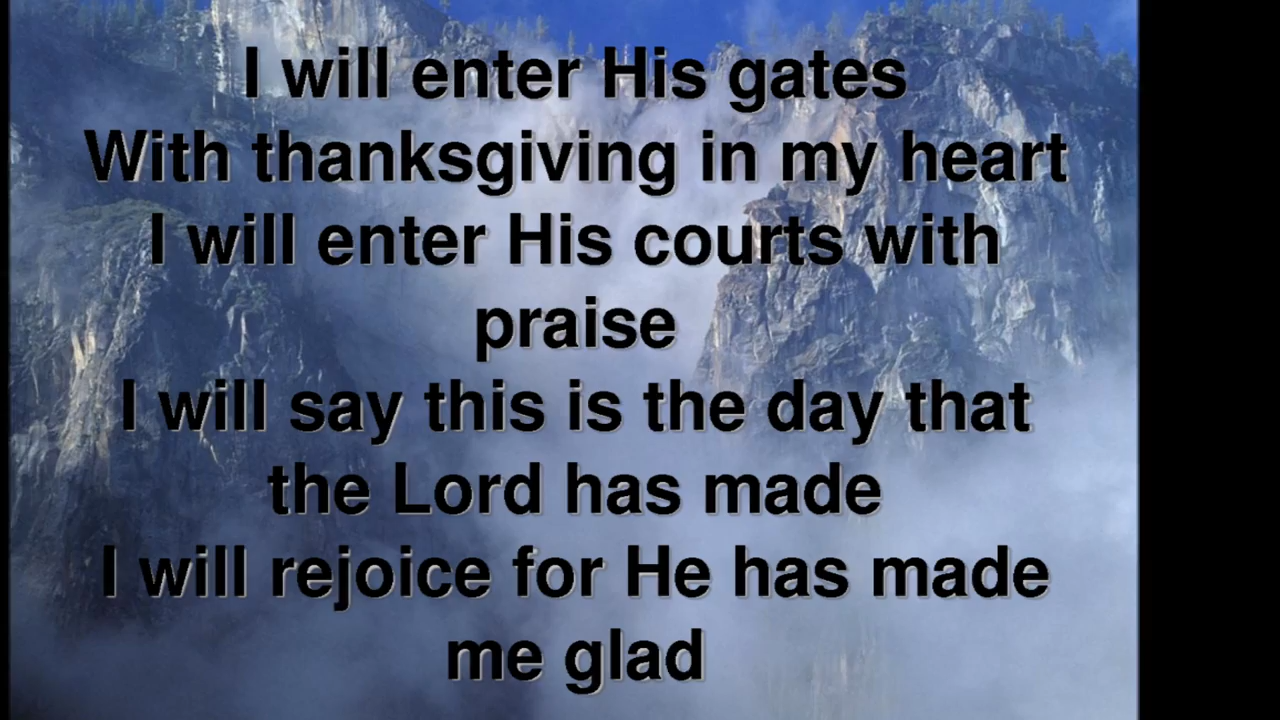 I will enter His gates
With thanksgiving in my heart
I will enter His courts with
praise
I will say this is the day that
the Lord has made
I will rejoice for He has made
me glad